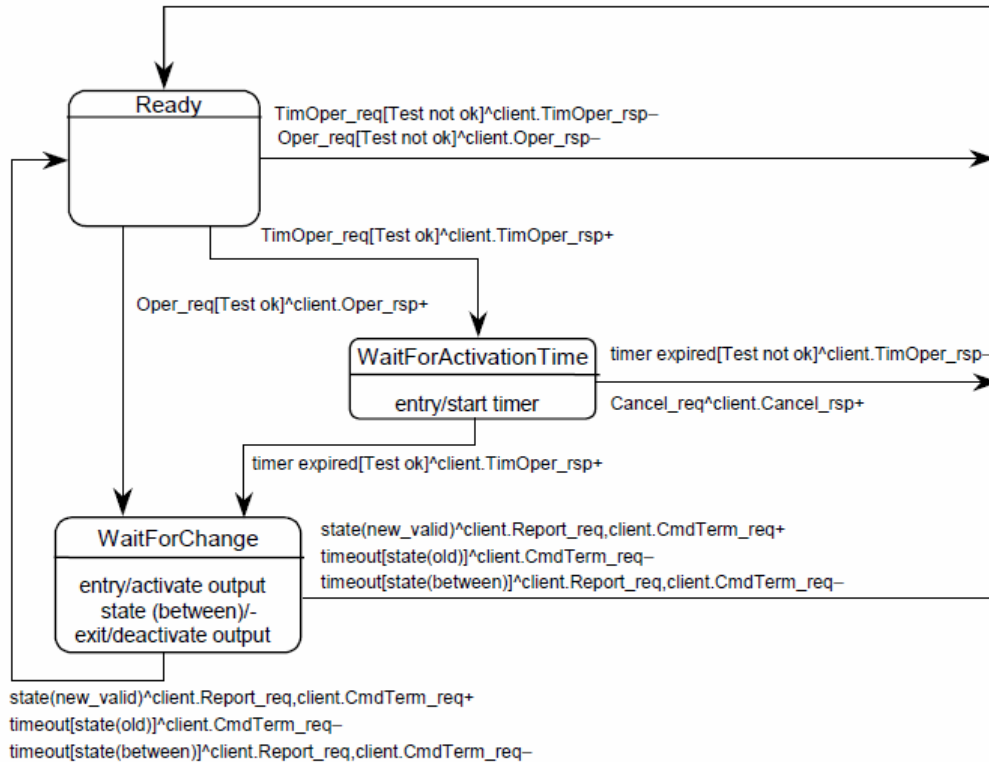 Ready
TimOper_req[Test not ok]^client.TimOper_rsp–
Oper_req[Test not ok]^client.Oper_rsp–
TimOper_req[Test ok]^client.TimOper_rsp+
Oper_req[Test ok]^client.Oper_rsp+
WaitForActivationTime
entry/start timer
timer expired[Test not ok]^client.TimOper_rsp–
Cancel_req^client.Cancel_rsp+
timer expired[Test ok]^client.TimOper_rsp+
WaitForChange
entry/activate output
state (between)/-
exit/deactivate output
state(new_valid)^client.Report_req,client.CmdTerm_req+
timeout[state(old)]^client.CmdTerm_req–
timeout[state(between)]^client.Report_req,client.CmdTerm_req–
state(new_valid)^client.Report_req,client.CmdTerm_req+
timeout[state(old)]^client.CmdTerm_req–
timeout[state(between)]^client.Report_req,client.CmdTerm_req–